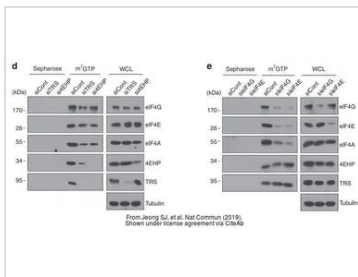 d
Sepharose m⁷GTP WCL
siCont siTRS si4EHP siCont siTRS si4EHP siCont siTRS si4EHP
170- eIF4G
26- eIF4E
55- eIF4A
34- 4EHP
95- TRS
Tubulin
e
Sepharose m⁷GTP WCL
siCont sieIF4G sieIF4E siCont sieIF4G sieIF4E siCont sieIF4G sieIF4E
170- eIF4G
26- eIF4E
55- eIF4A
34- 4EHP
95- TRS
Tubulin
From Jeong SJ, et al. Nat Commun (2019).
Shown under license agreement via CiteAb